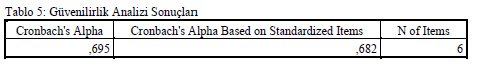 Tablo 5: Güvenilirlik Analizi Sonuçları
Cronbach's Alpha Cronbach's Alpha Based on Standardized Items N of Items
,695 ,682 6